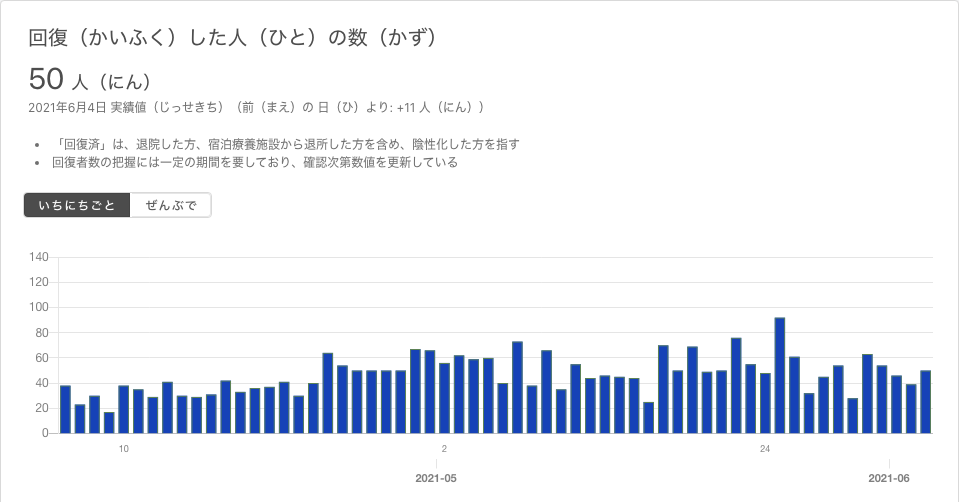 回復（かいふく）した人（ひと）の数（かず）
50 人（にん）
2021年6月4日 実績値（じっせきち）（前（まえ）の 日（ひ）より: +11 人（にん））
• 「回復済」は、退院した方、宿泊療養施設から退所した方を含め、陰性化した方を指す
• 回復者数の把握には一定の期間を要しており、確認次第数値を更新している
いちにちごと ぜんぶで
140
120
100
80
60
40
20
0
10 2 24
2021-05 2021-06